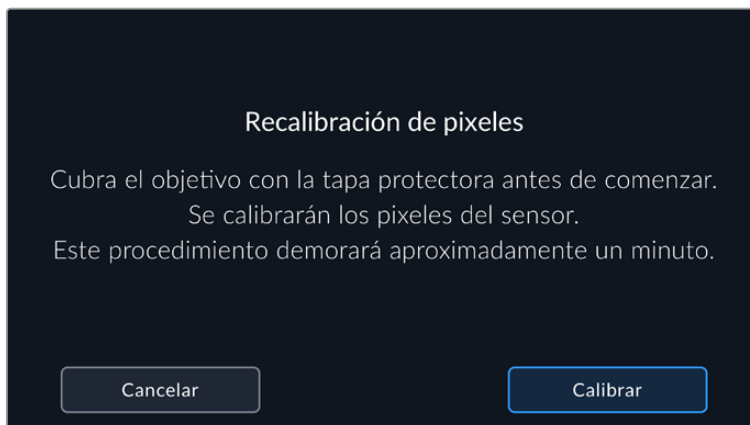 Recalibración de pixeles
Cubra el objetivo con la tapa protectora antes de comenzar.
Se calibrarán los pixeles del sensor.
Este procedimiento demorará aproximadamente un minuto.
Cancelar
Calibrar